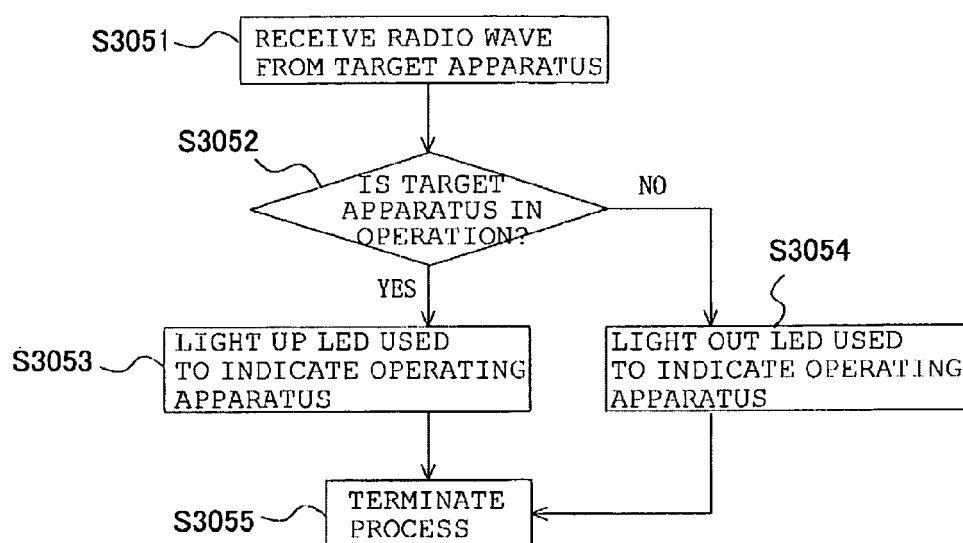 S3051
RECEIVE RADIO WAVE
FROM TARGET APPARATUS
S3052
IS TARGET
APPARATUS IN
OPERATION?
NO
YES
S3054
S3053
LIGHT UP LED USED
TO INDICATE OPERATING
APPARATUS
LIGHT OUT LED USED
TO INDICATE OPERATING
APPARATUS
S3055
TERMINATE
PROCESS